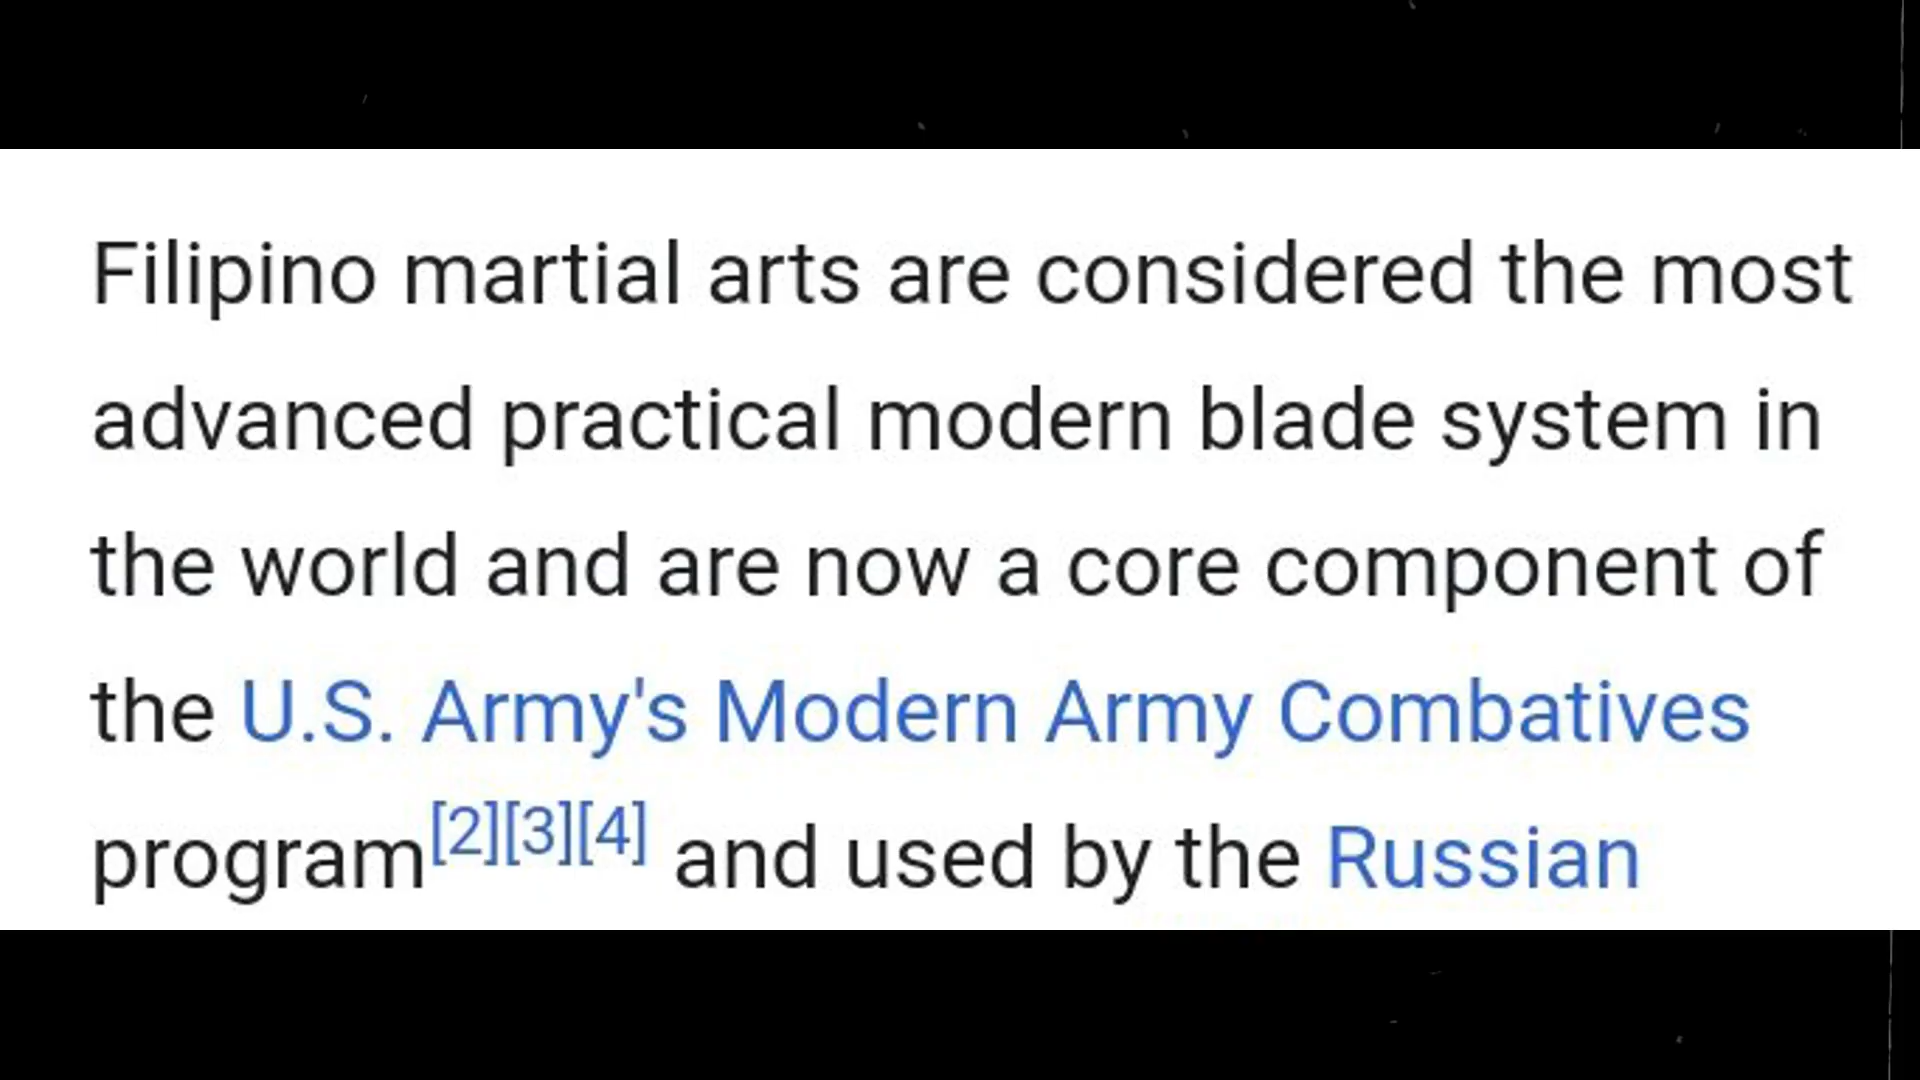 Filipino martial arts are considered the most
advanced practical modern blade system in
the world and are now a core component of
the U.S. Army's Modern Army Combatives
program[2][3][4] and used by the Russian